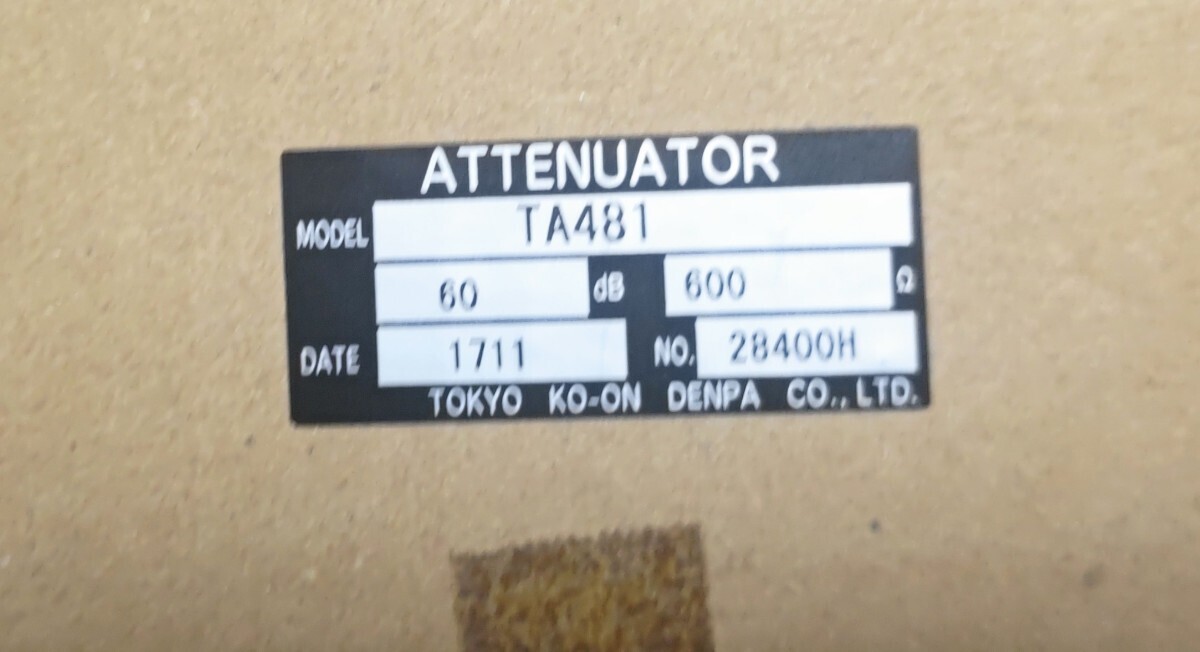 ATTENUATOR
MODEL TA481
60 dB 600 Ω
DATE 1711 NO. 28400H
TOKYO KO-ON DENPA CO., LTD.